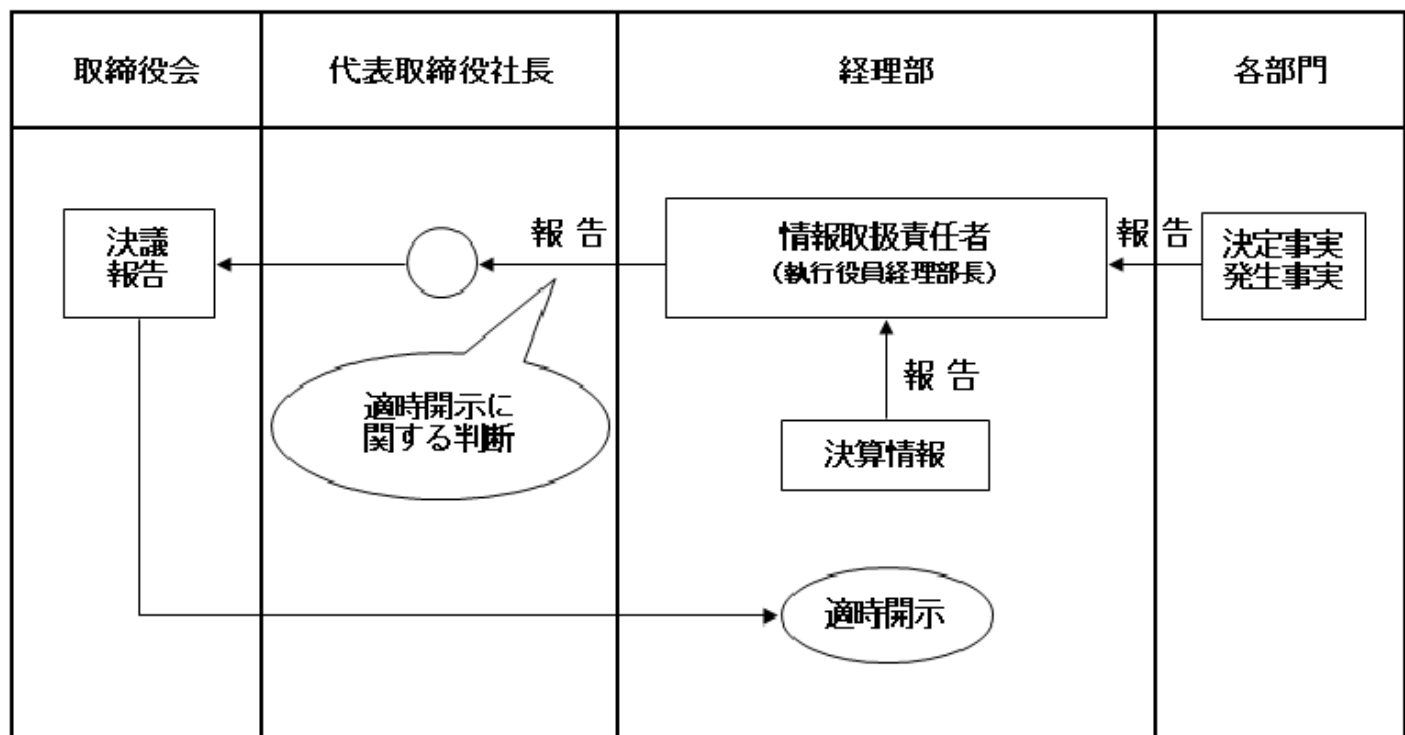 取締役会
代表取締役社長
経理部
各部門
決議
報告
報 告
情報取扱責任者
（執行役員経理部長）
報 告
決定事実
発生事実
適時開示に
関する判断
報 告
決算情報
適時開示